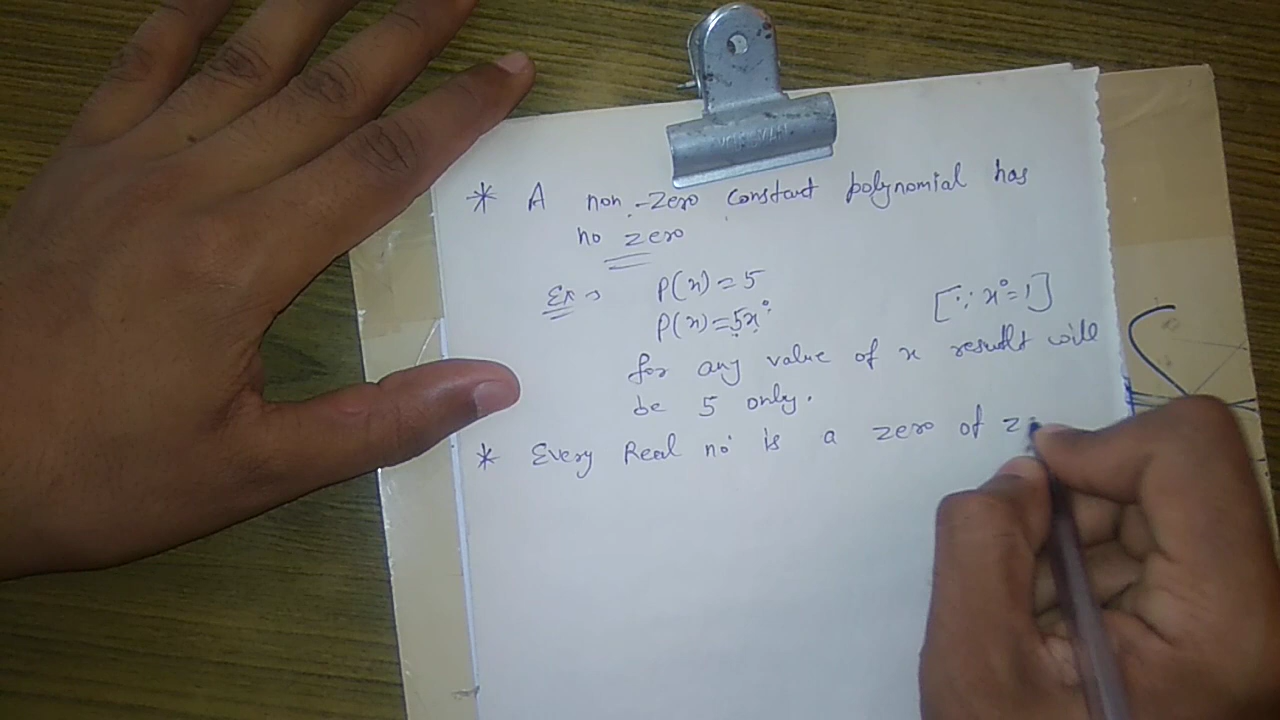 * A non-Zero Constant polynomial has
no zero
Ex → P(x) = 5
P(x) = 5x° [∵ x° = 1]
for any value of x result will
be 5 only.
* Every Real no is a zero of